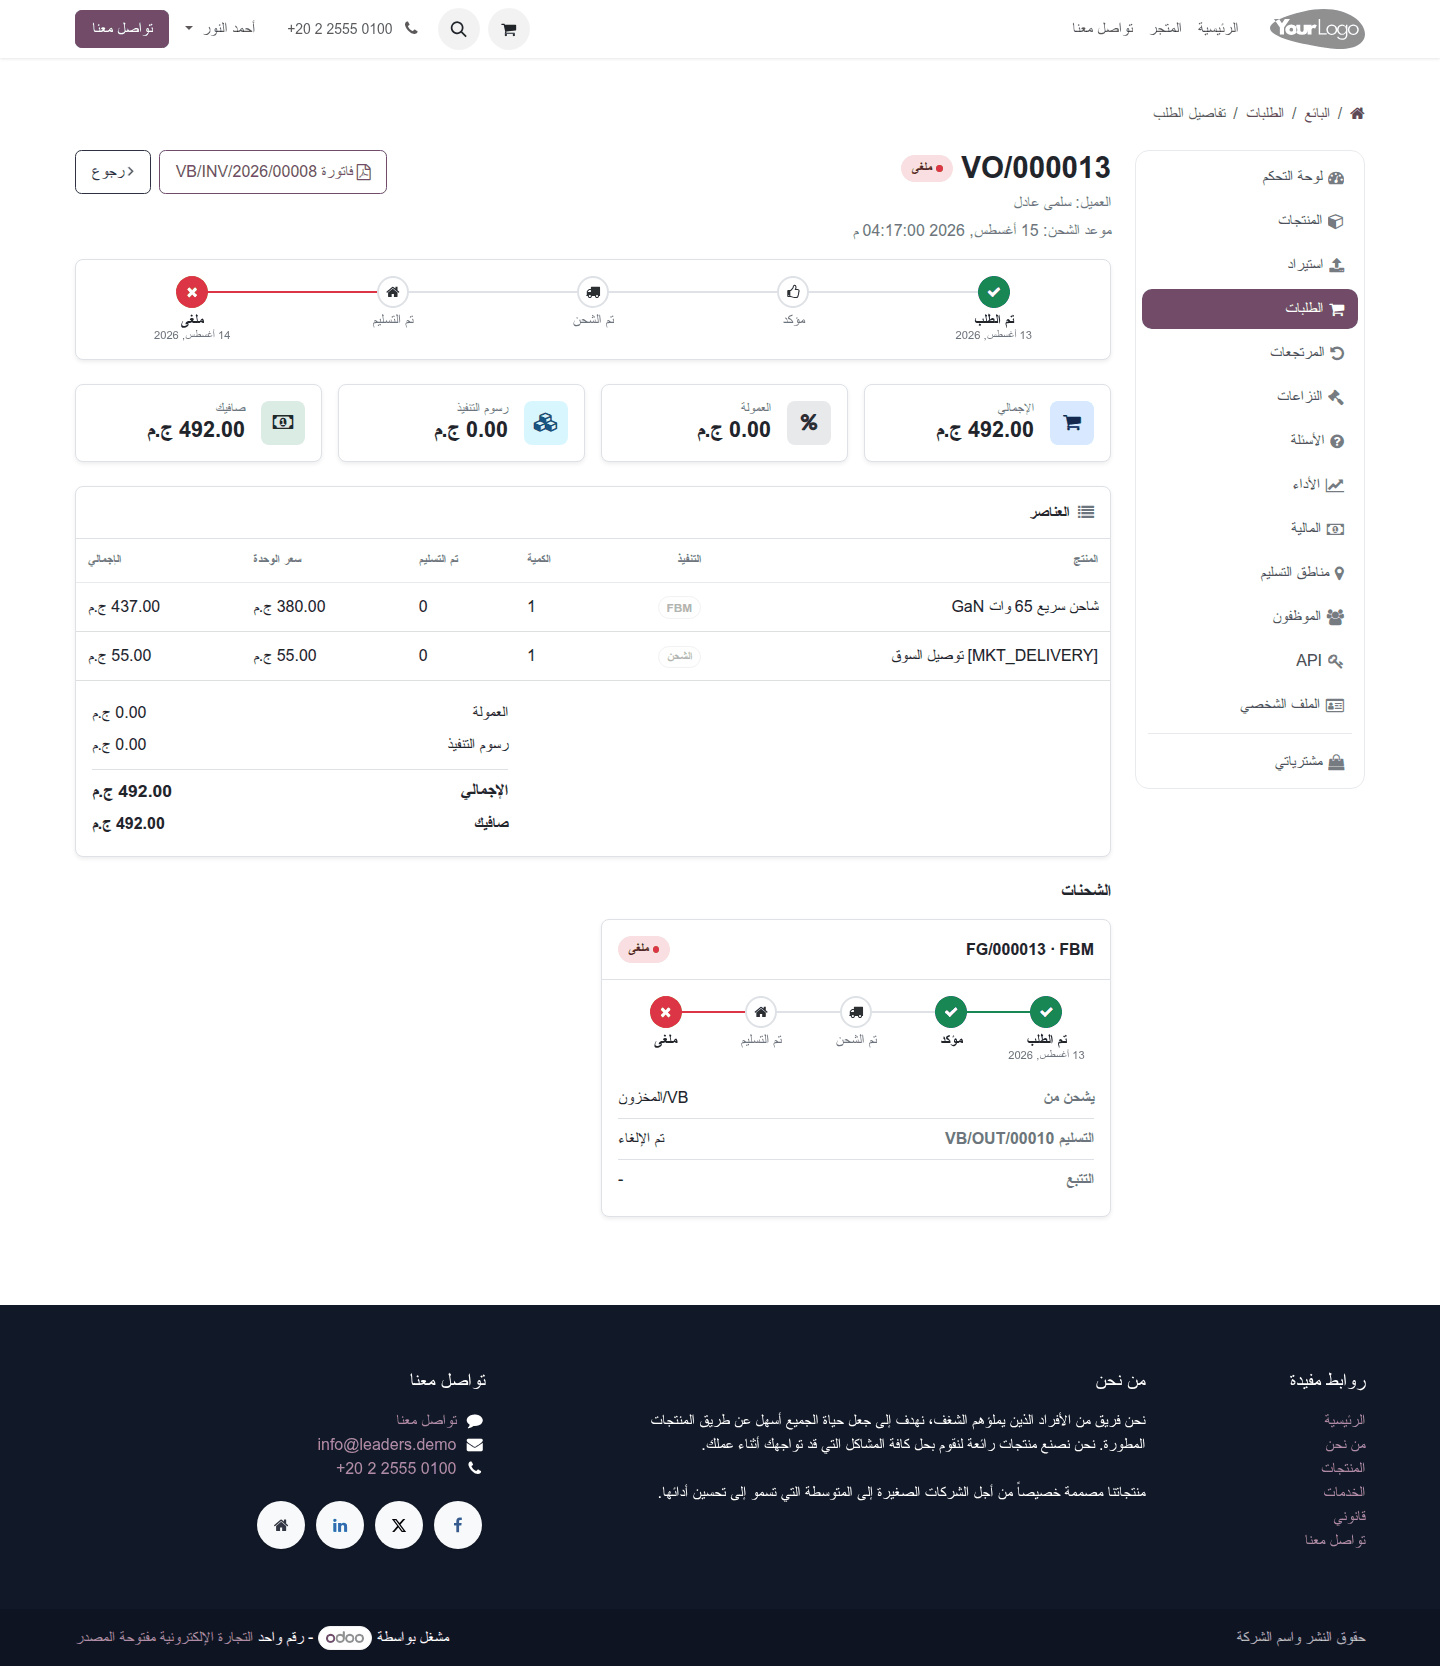 YourLogo
الرئيسية
المتجر
تواصل معنا
+20 2 2555 0100
أحمد النور
تواصل معنا
/ البائع / الطلبات / تفاصيل الطلب
لوحة التحكم
المنتجات
استيراد
الطلبات
المرتجعات
النزاعات
الأسئلة
الأداء
المالية
مناطق التسليم
الموظفون
API
الملف الشخصي
مشترياتي
VO/000013
ملغى
فاتورة VB/INV/2026/00008
رجوع
العميل: سلمى عادل
موعد الشحن: 15 أغسطس, 2026 04:17:00 م
تم الطلب
13 أغسطس, 2026
مؤكد
تم الشحن
تم التسليم
ملغى
14 أغسطس, 2026
الإجمالي
492.00 ج.م
العمولة
0.00 ج.م
رسوم التنفيذ
0.00 ج.م
صافيك
492.00 ج.م
العناصر
المنتج التنفيذ الكمية تم التسليم سعر الوحدة الإجمالي
شاحن سريع 65 وات GaN FBM 1 0 380.00 ج.م 437.00 ج.م
[MKT_DELIVERY] توصيل السوق الشحن 1 0 55.00 ج.م 55.00 ج.م
العمولة 0.00 ج.م
رسوم التنفيذ 0.00 ج.م
الإجمالي 492.00 ج.م
صافيك 492.00 ج.م
الشحنات
FG/000013 · FBM
ملغى
تم الطلب
13 أغسطس, 2026
مؤكد
تم الشحن
تم التسليم
ملغى
يشحن من VB/المخزون
التسليم VB/OUT/00010 تم الإلغاء
التتبع -
روابط مفيدة
الرئيسية
من نحن
المنتجات
الخدمات
قانوني
تواصل معنا
من نحن
نحن فريق من الأفراد الذين يملؤهم الشغف، نهدف إلى جعل حياة الجميع أسهل عن طريق المنتجات
المطورة. نحن نصنع منتجات رائعة لنقوم بحل كافة المشاكل التي قد تواجهك أثناء عملك.
منتجاتنا مصممة خصيصاً من أجل الشركات الصغيرة إلى المتوسطة التي تسمو إلى تحسين أدائها.
تواصل معنا
تواصل معنا
info@leaders.demo
+20 2 2555 0100
حقوق النشر واسم الشركة
مشغل بواسطة odoo - رقم واحد التجارة الإلكترونية مفتوحة المصدر